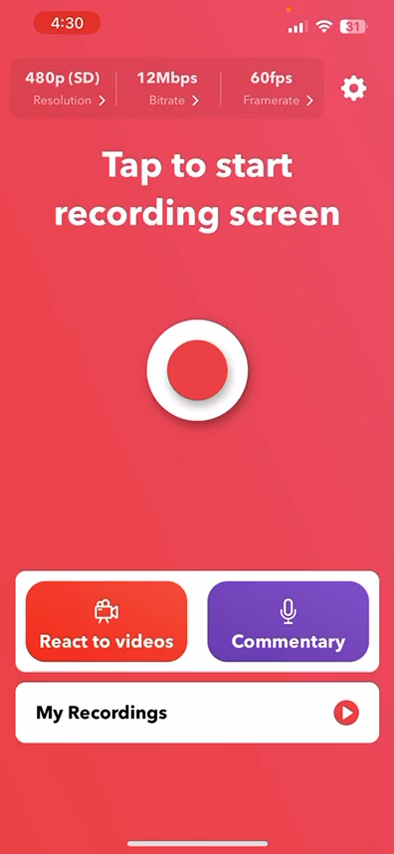 4:30
31
480p (SD) 12Mbps 60fps
Resolution Bitrate Framerate
Tap to start
recording screen
React to videos
Commentary
My Recordings